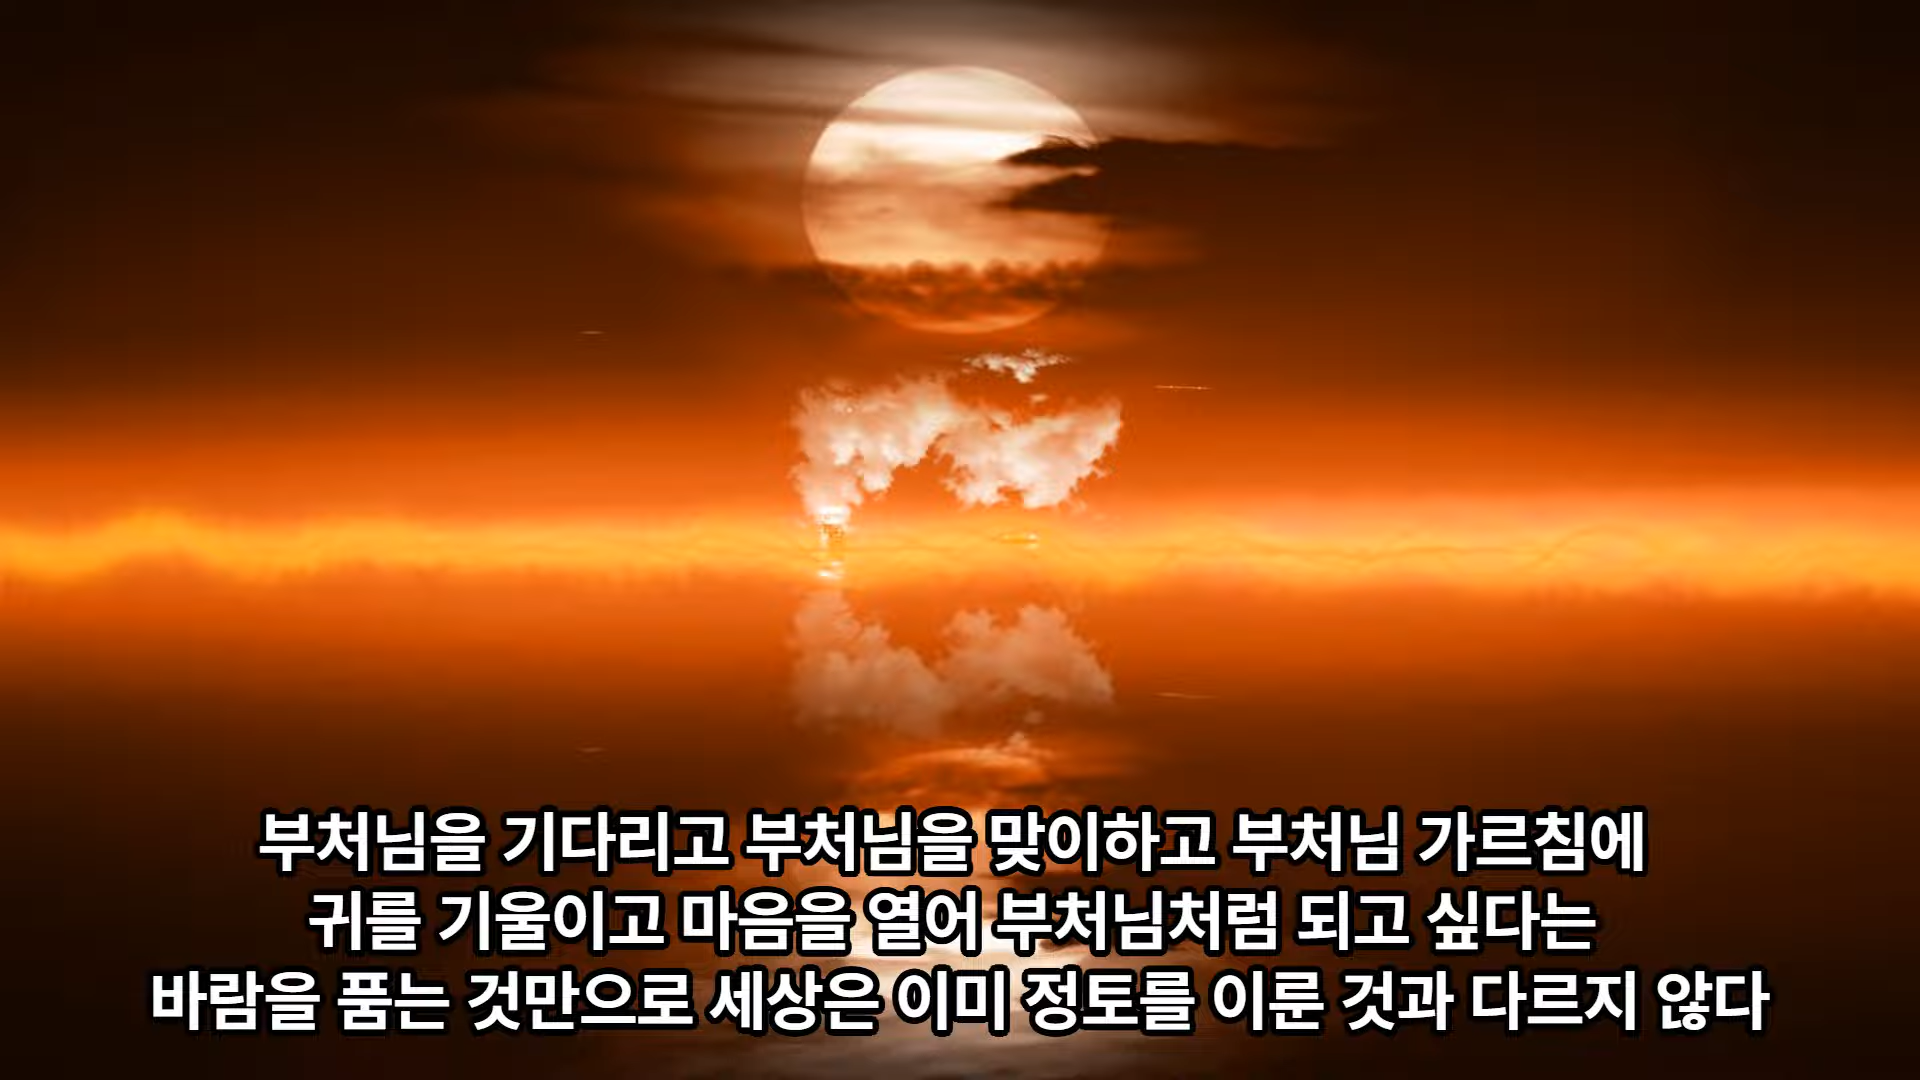 부처님을 기다리고 부처님을 맞이하고 부처님 가르침에
귀를 기울이고 마음을 열어 부처님처럼 되고 싶다는
바람을 품는 것만으로 세상은 이미 정토를 이룬 것과 다르지 않다